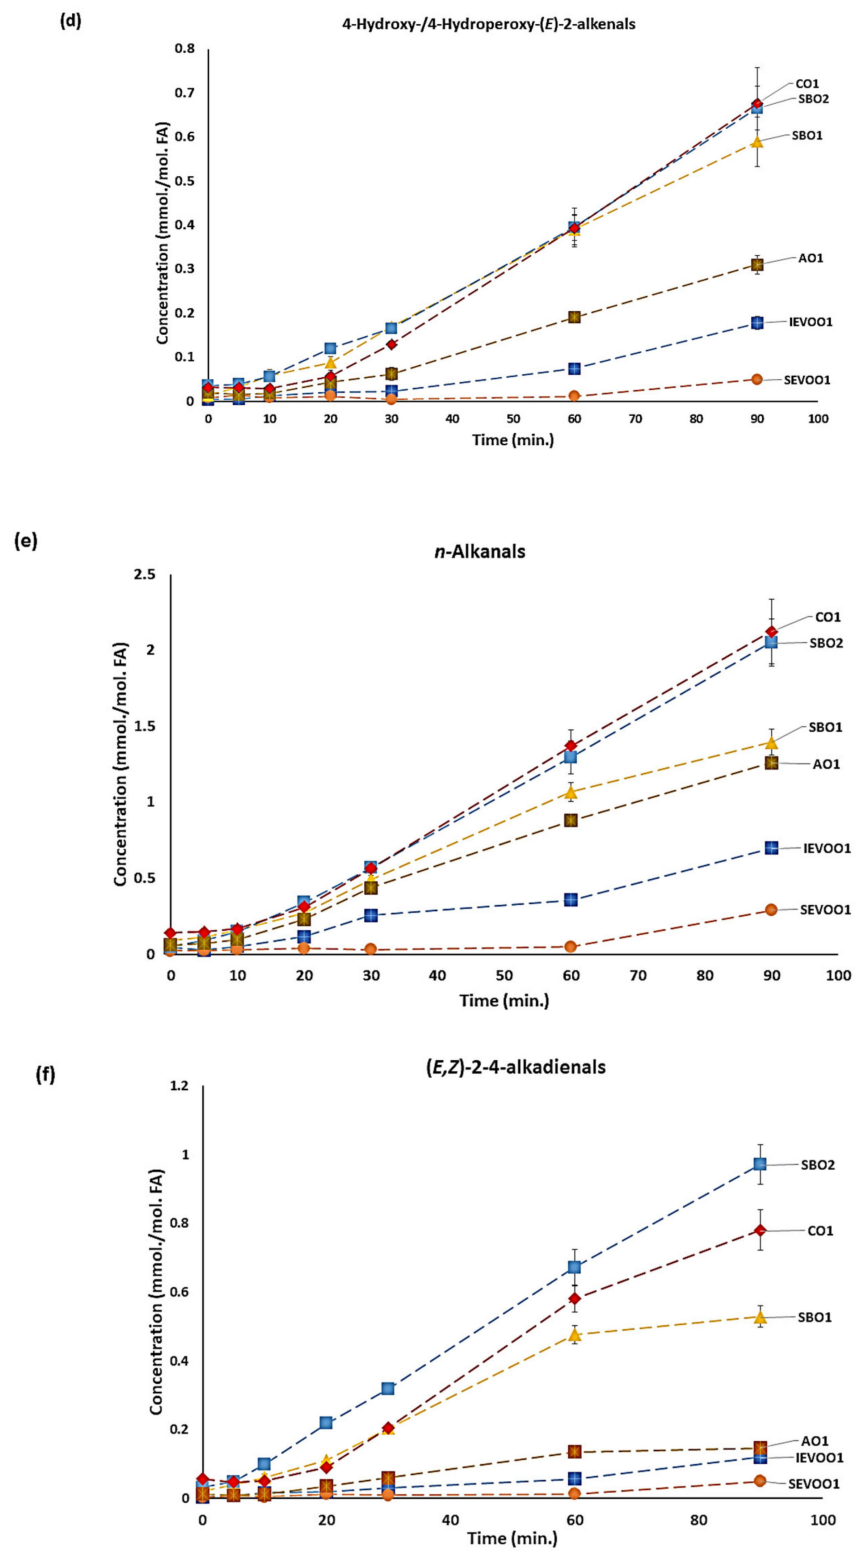 (d)
4-Hydroxy-/4-Hydroperoxy-(E)-2-alkenals
Concentration (mmol./mol. FA)
0.8
0.7
0.6
0.5
0.4
0.3
0.2
0.1
0
0 10 20 30 40 50 60 70 80 90 100
Time (min.)
CO1
SBO2
SBO1
AO1
IEVOO1
SEVOO1
(e)
n-Alkanals
Concentration (mmol./mol. FA)
2.5
2
1.5
1
0.5
0
0 10 20 30 40 50 60 70 80 90 100
Time (min.)
CO1
SBO2
SBO1
AO1
IEVOO1
SEVOO1
(f)
(E,Z)-2-4-alkadienals
Concentration (mmol./mol. FA)
1.2
1
0.8
0.6
0.4
0.2
0
0 20 40 60 80 100
Time (min.)
SBO2
CO1
SBO1
AO1
IEVOO1
SEVOO1